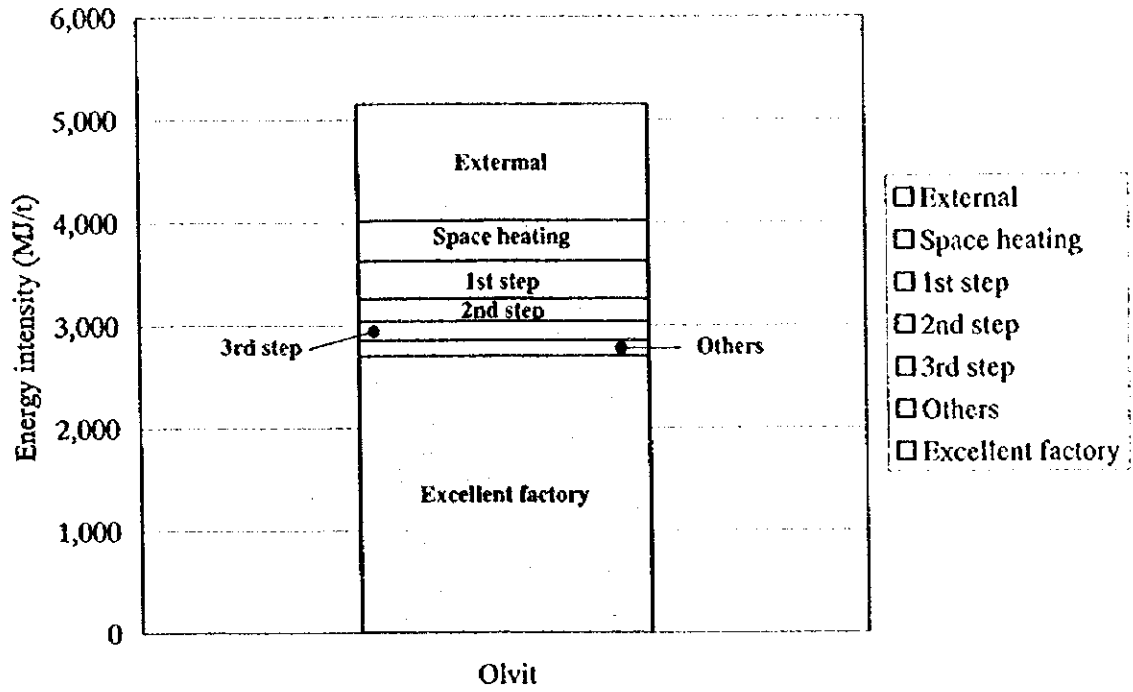 6,000
5,000
4,000
3,000
2,000
1,000
0
Energy intensity (MJ/t)
Extermal
Space heating
1st step
2nd step
3rd step
Others
Excellent factory
Olvit
External
Space heating
1st step
2nd step
3rd step
Others
Excellent factory